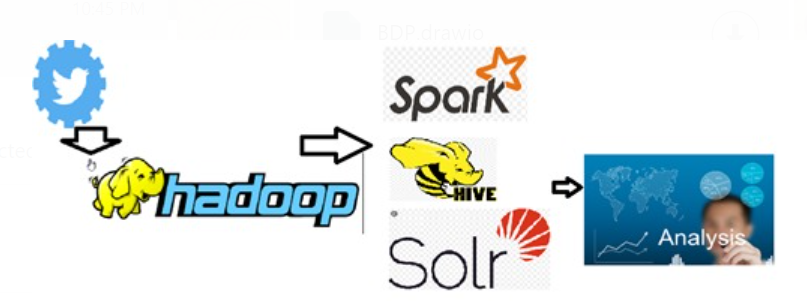 BDP.drawio
Spark
hadoop
HIVE
Solr
Analysis